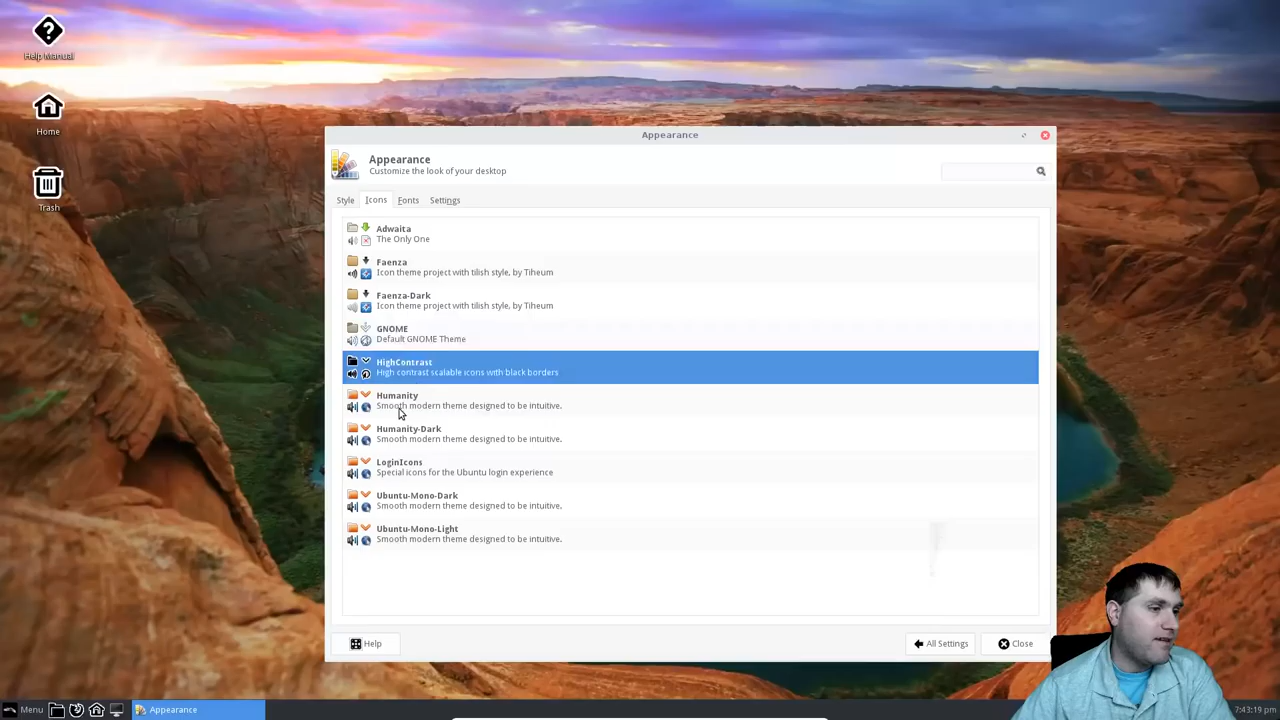 Help Manual
Home
Trash
Appearance
Appearance
Customize the look of your desktop
Style Icons Fonts Settings
Adwaita
The Only One
Faenza
Icon theme project with tilish style, by Tiheum
Faenza-Dark
Icon theme project with tilish style, by Tiheum
GNOME
Default GNOME Theme
HighContrast
High contrast scalable icons with black borders
Humanity
Smooth modern theme designed to be intuitive.
Humanity-Dark
Smooth modern theme designed to be intuitive.
LoginIcons
Special icons for the Ubuntu login experience
Ubuntu-Mono-Dark
Smooth modern theme designed to be intuitive.
Ubuntu-Mono-Light
Smooth modern theme designed to be intuitive.
Help All Settings Close
Menu Appearance 7:43:19 pm